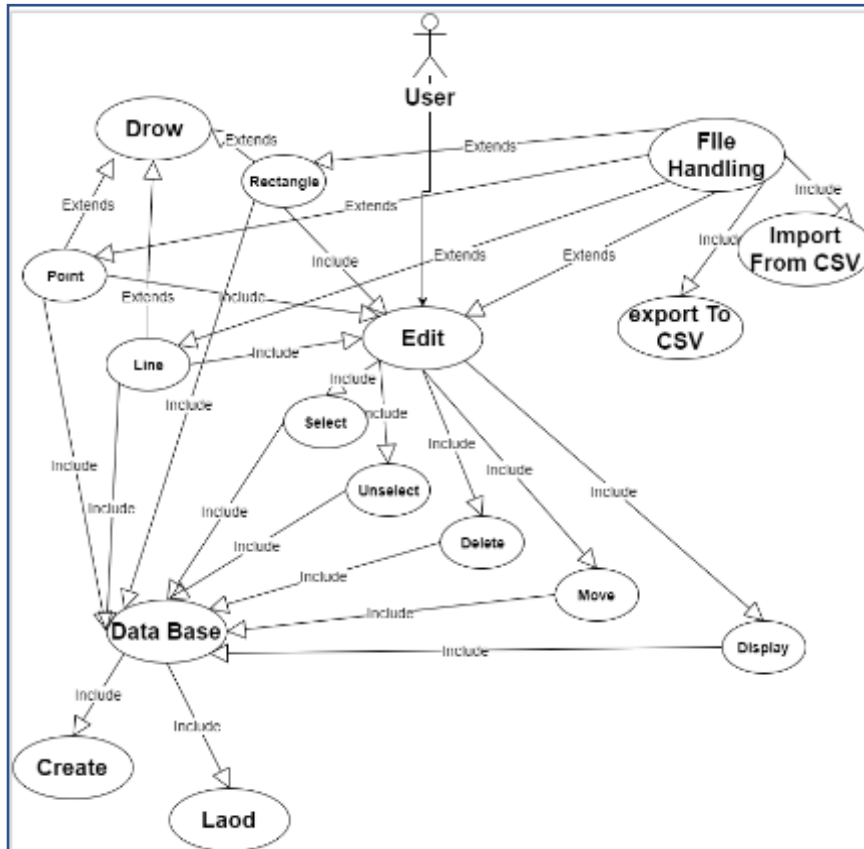 User
Drow
Extends
Rectangle
Extends
FIle
Handling
Include
Extends
Extends
Import
From CSV
Include
Point
Include
Extends
Extends
Include
Extends
export To
CSV
Edit
Line
Include
Include
Include
Select
Include
Include
Include
Include
Unselect
Include
Include
Include
Include
Delete
Include
Include
Include
Move
Data Base
Include
Display
Include
Include
Create
Laod